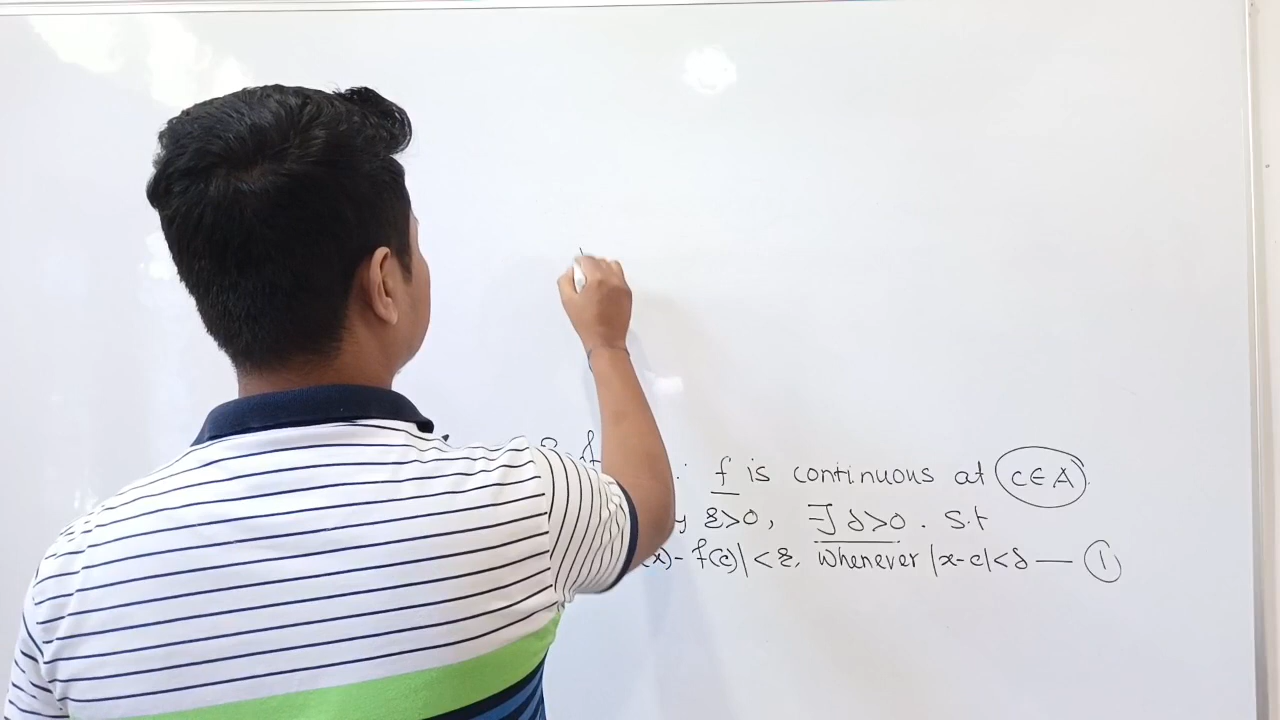 ∵ f is continuous at c∈A.
ε>0, ∃ δ>0. S.t
(x)- f(c)|<ε, whenever |x-c|<δ — ①